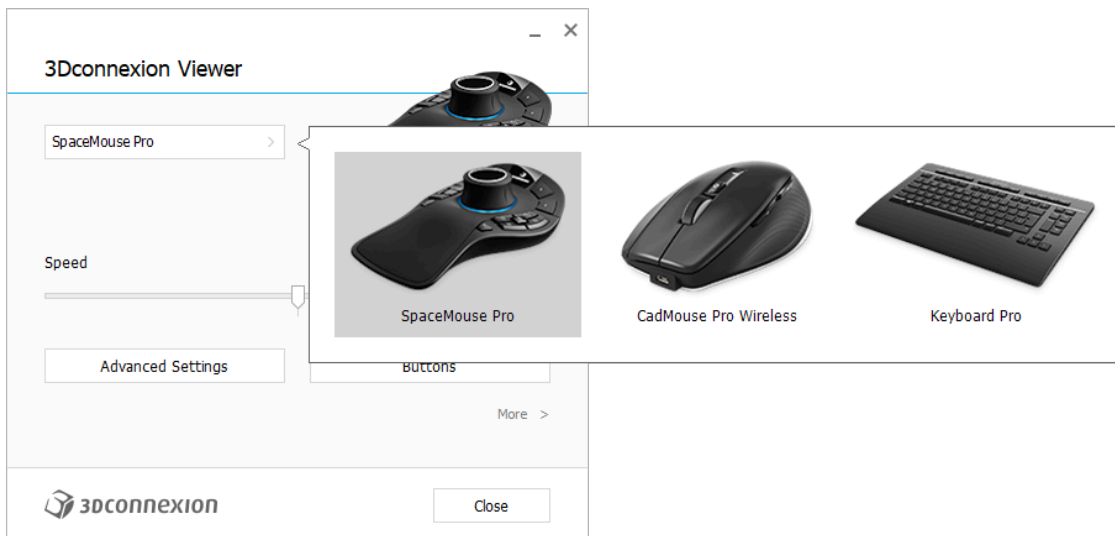 3Dconnexion Viewer
SpaceMouse Pro >
SpaceMouse Pro
CadMouse Pro Wireless
Keyboard Pro
Speed
Advanced Settings
Buttons
More >
3Dconnexion
Close